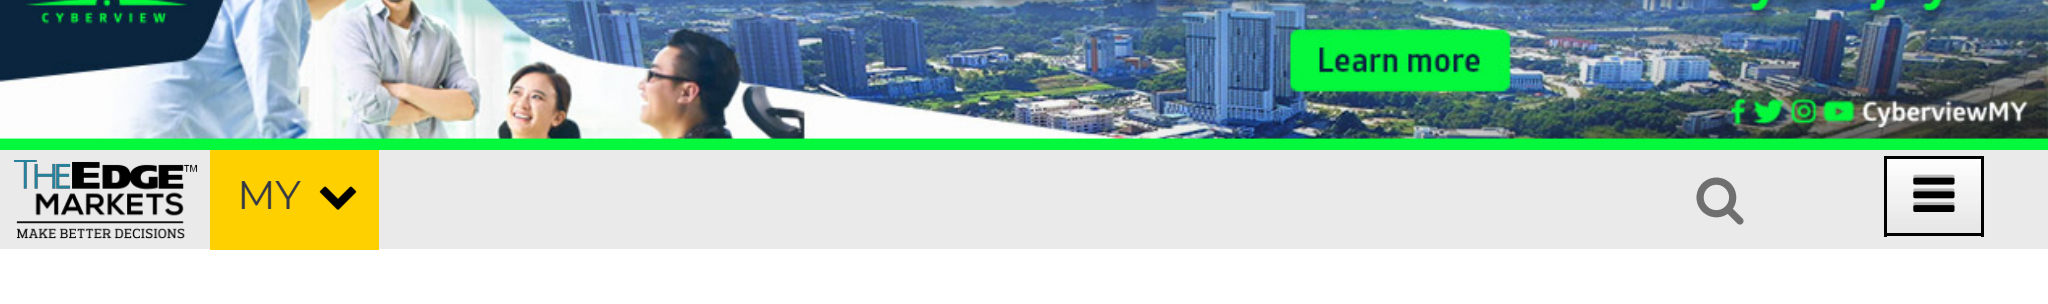 CYBERVIEW
Learn more
CyberviewMY
THEEDGE™
MARKETS
MAKE BETTER DECISIONS
MY